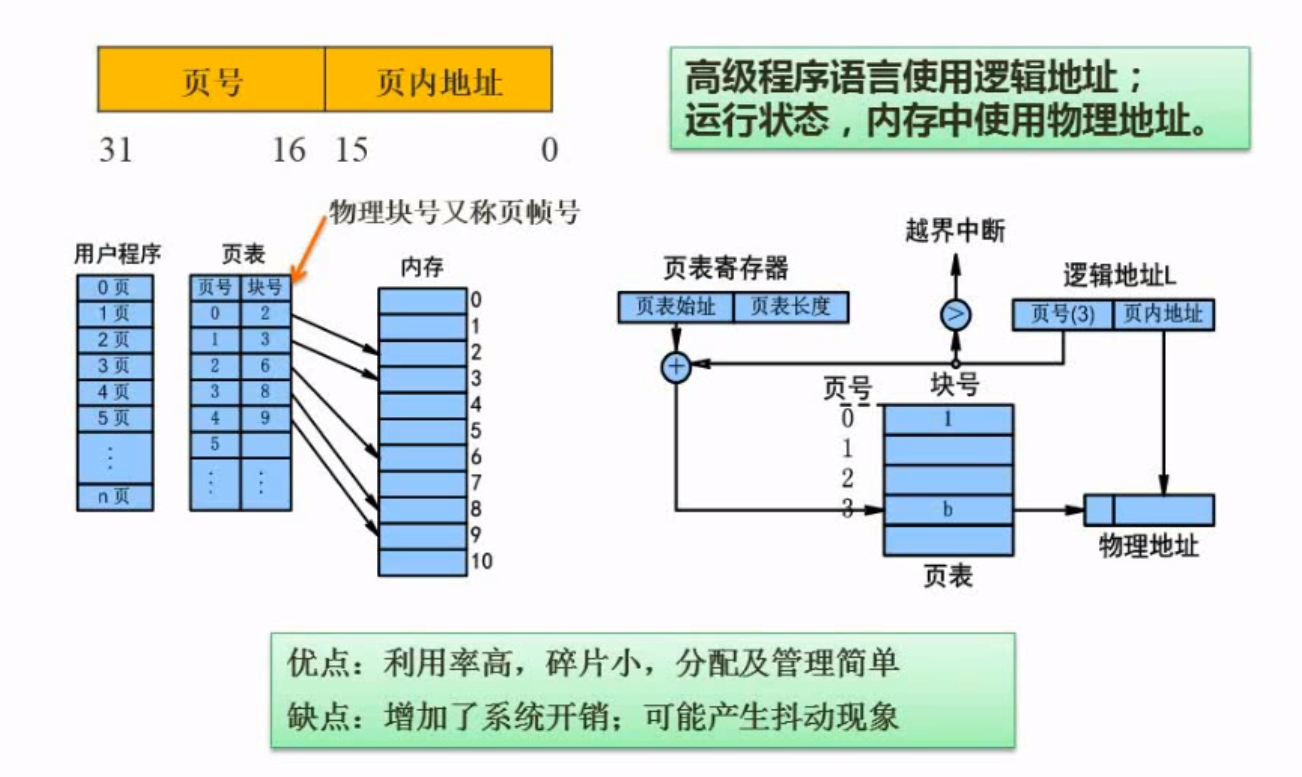 页号 页内地址
31 16 15 0
高级程序语言使用逻辑地址；
运行状态，内存中使用物理地址。
物理块号又称页帧号
用户程序
0 页
1 页
2 页
3 页
4 页
5 页
⋮
n 页
页表
页号 块号
0 2
1 3
2 6
3 8
4 9
5
⋮ ⋮
内存
0
1
2
3
4
5
6
7
8
9
10
越界中断
页表寄存器
页表始址 页表长度
>
逻辑地址L
页号(3) 页内地址
+
页号 块号
0 1
1
2
3 b
页表
物理地址
优点：利用率高，碎片小，分配及管理简单
缺点：增加了系统开销；可能产生抖动现象